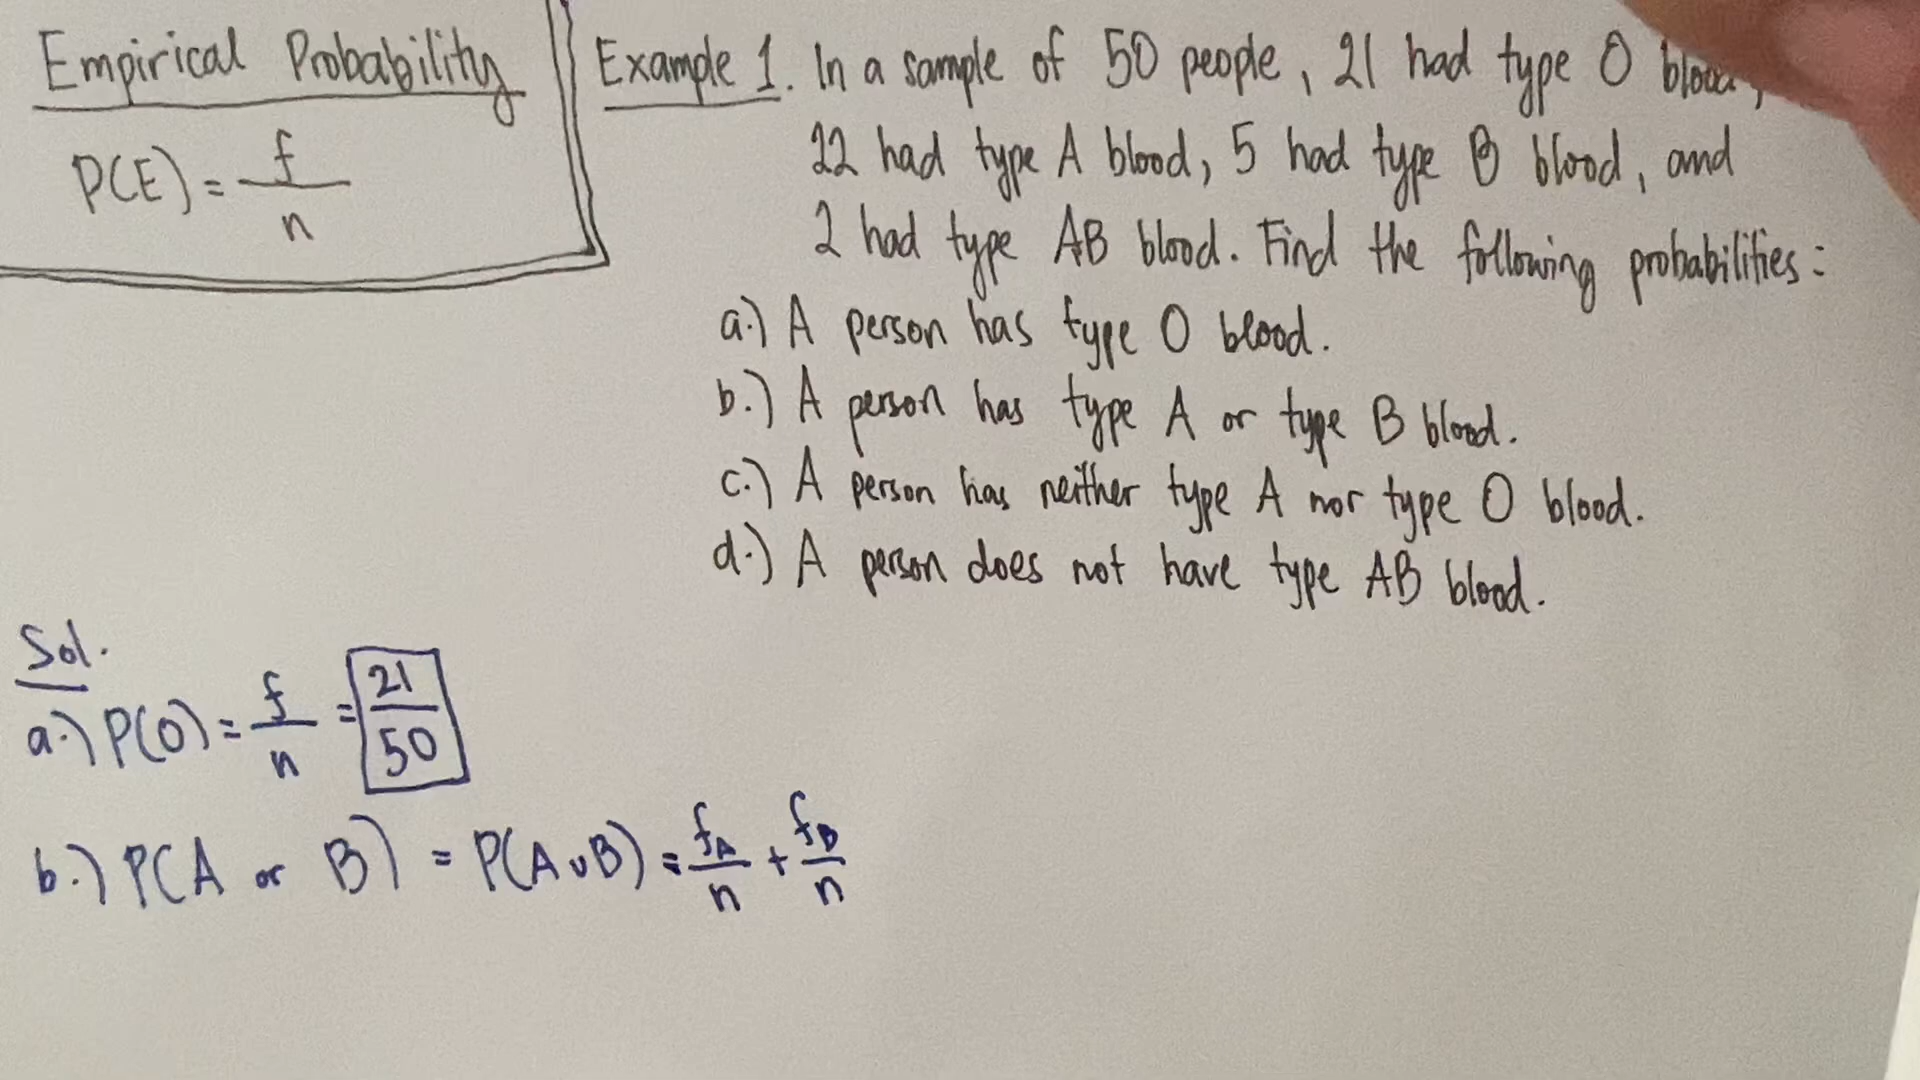 Empirical Probability
P(E) = f/n
Example 1. In a sample of 50 people, 21 had type O blood,
22 had type A blood, 5 had type B blood, and
2 had type AB blood. Find the following probabilities:
a.) A person has type O blood.
b.) A person has type A or type B blood.
c.) A person has neither type A nor type O blood.
d.) A person does not have type AB blood.
Sol.
a.) P(O) = f/n = 21/50
b.) P(A or B) = P(A∪B) = f_A/n + f_B/n